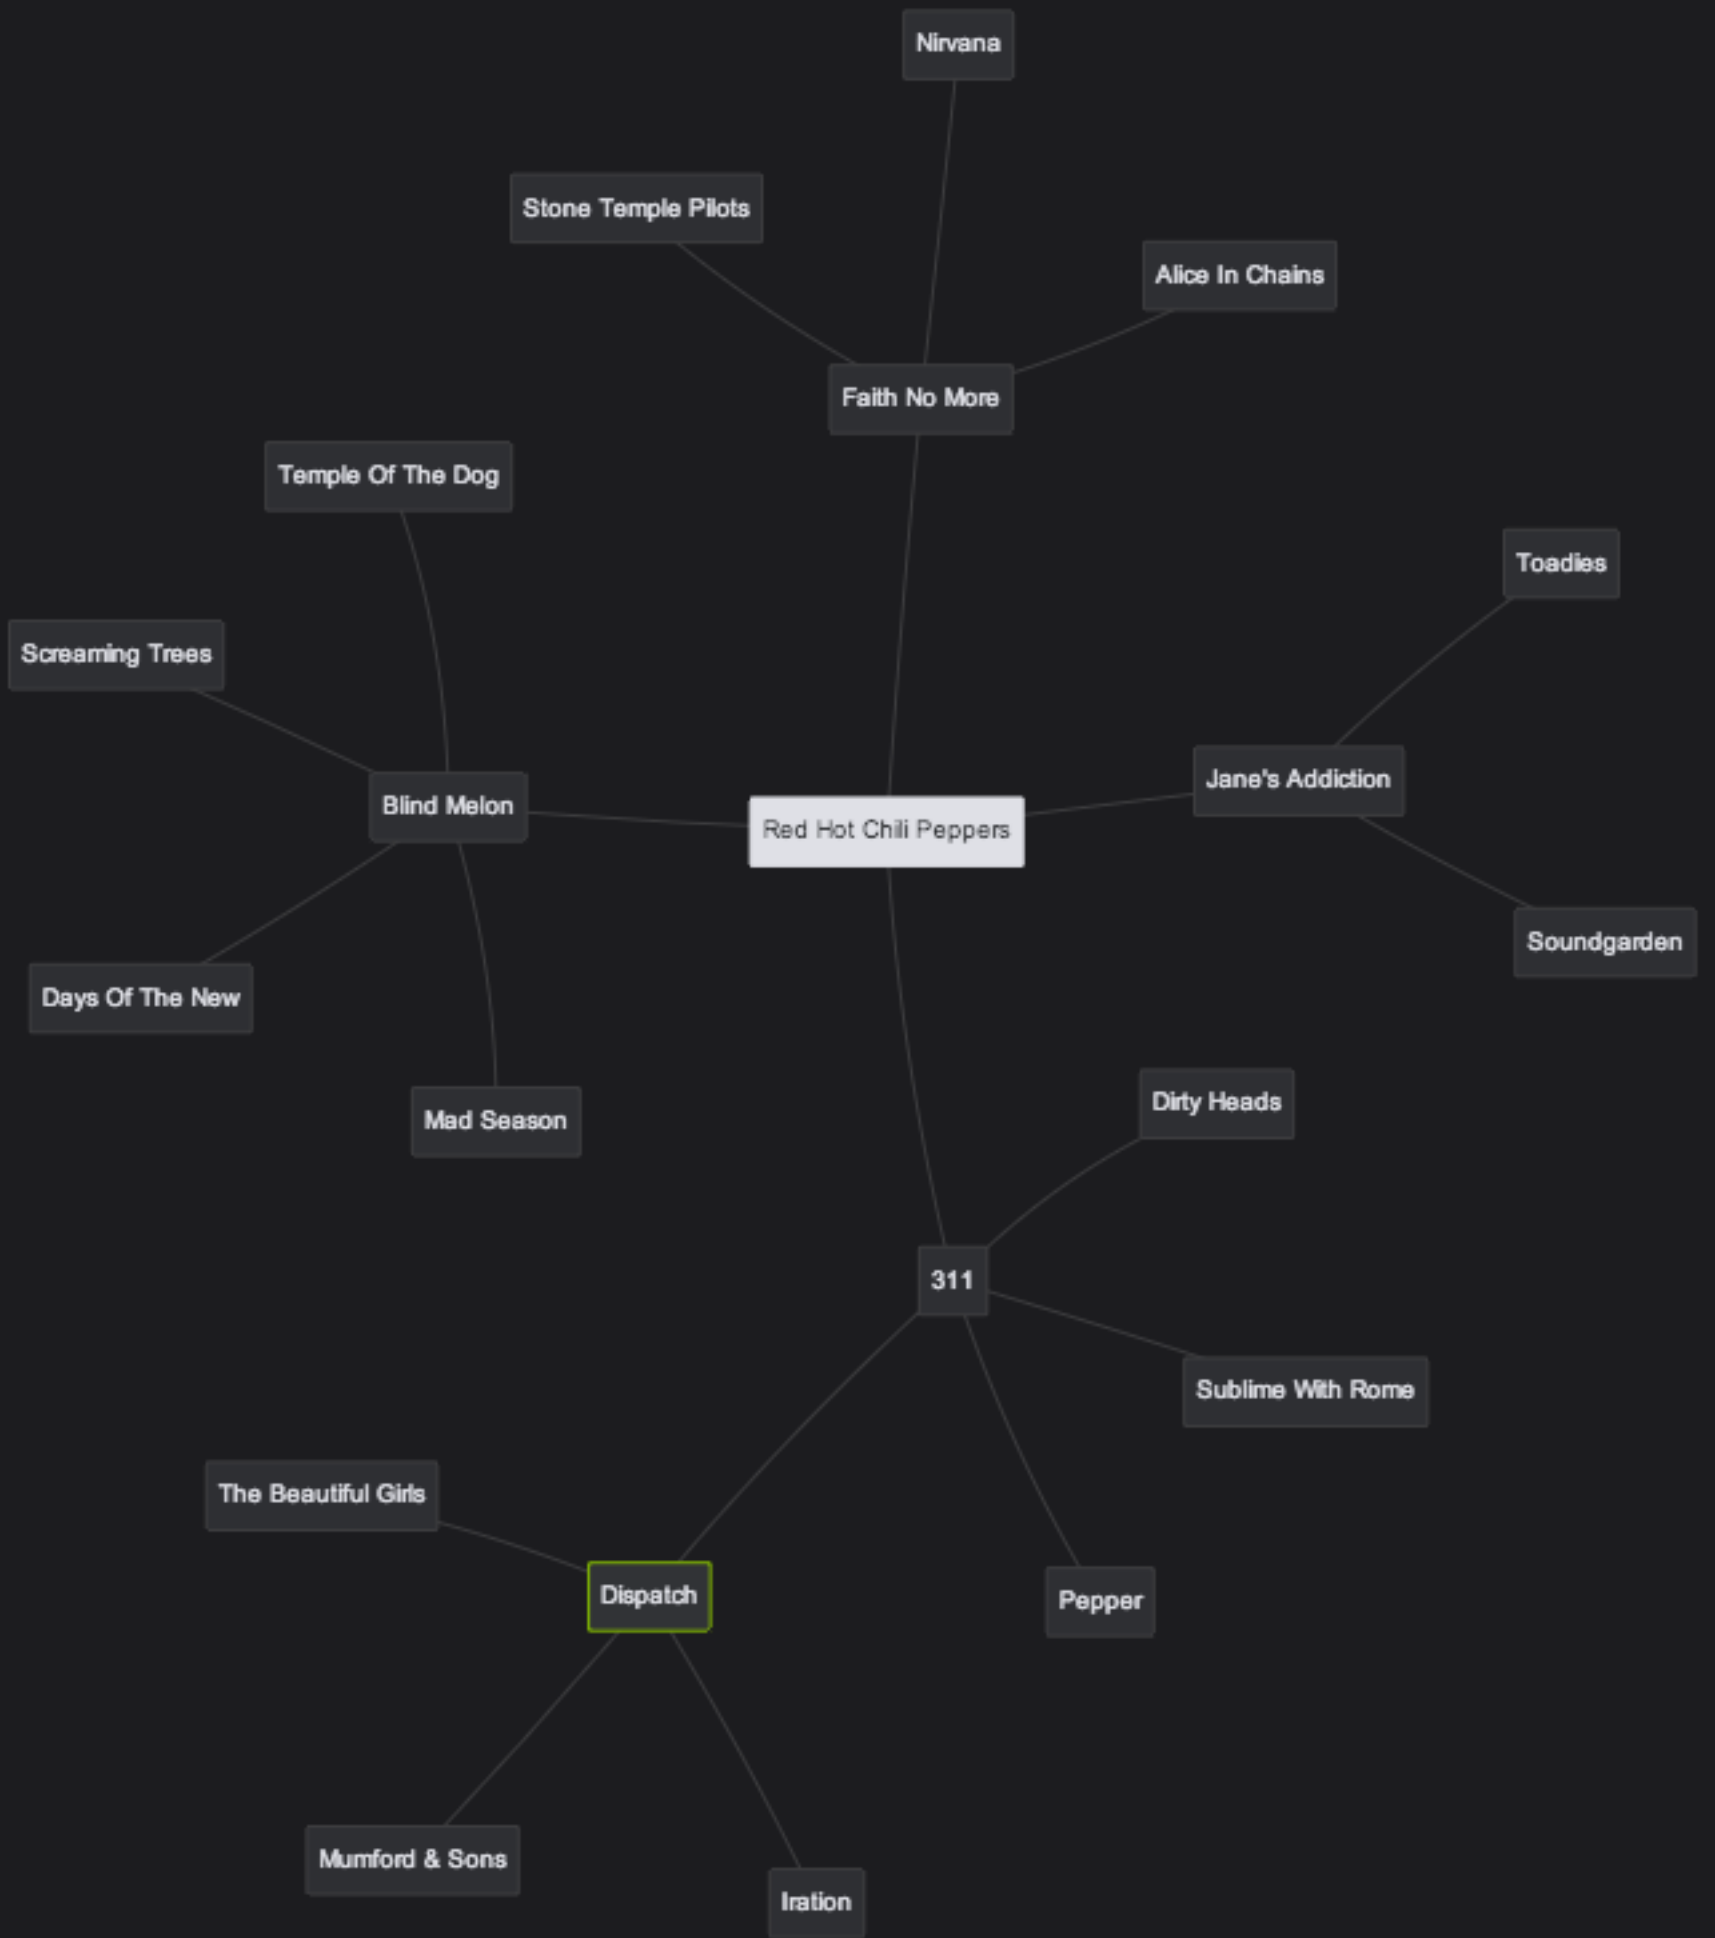 Nirvana
Stone Temple Pilots
Alice In Chains
Faith No More
Temple Of The Dog
Toadies
Screaming Trees
Jane's Addiction
Blind Melon
Red Hot Chili Peppers
Soundgarden
Days Of The New
Dirty Heads
Mad Season
311
Sublime With Rome
The Beautiful Girls
Dispatch
Pepper
Mumford & Sons
Iration